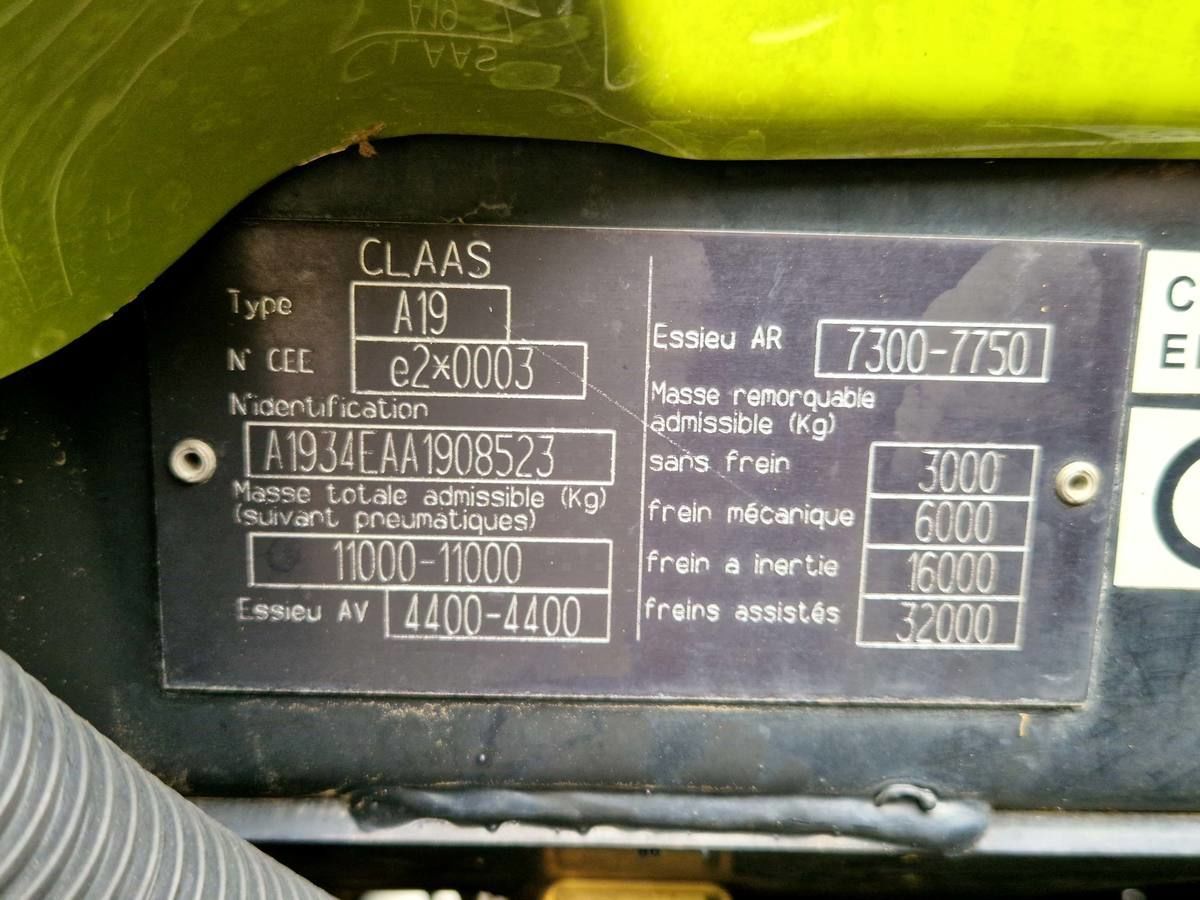 CLAAS
Type A19
N° CEE e2*0003
N°identification
A1934EAA1908523
Masse totale admissible (Kg)
(suivant pneumatiques)
11000-11000
Essieu AV 4400-4400
Essieu AR 7300-7750
Masse remorquable
admissible (Kg)
sans frein 3000
frein mécanique 6000
frein a inertie 16000
freins assistés 32000